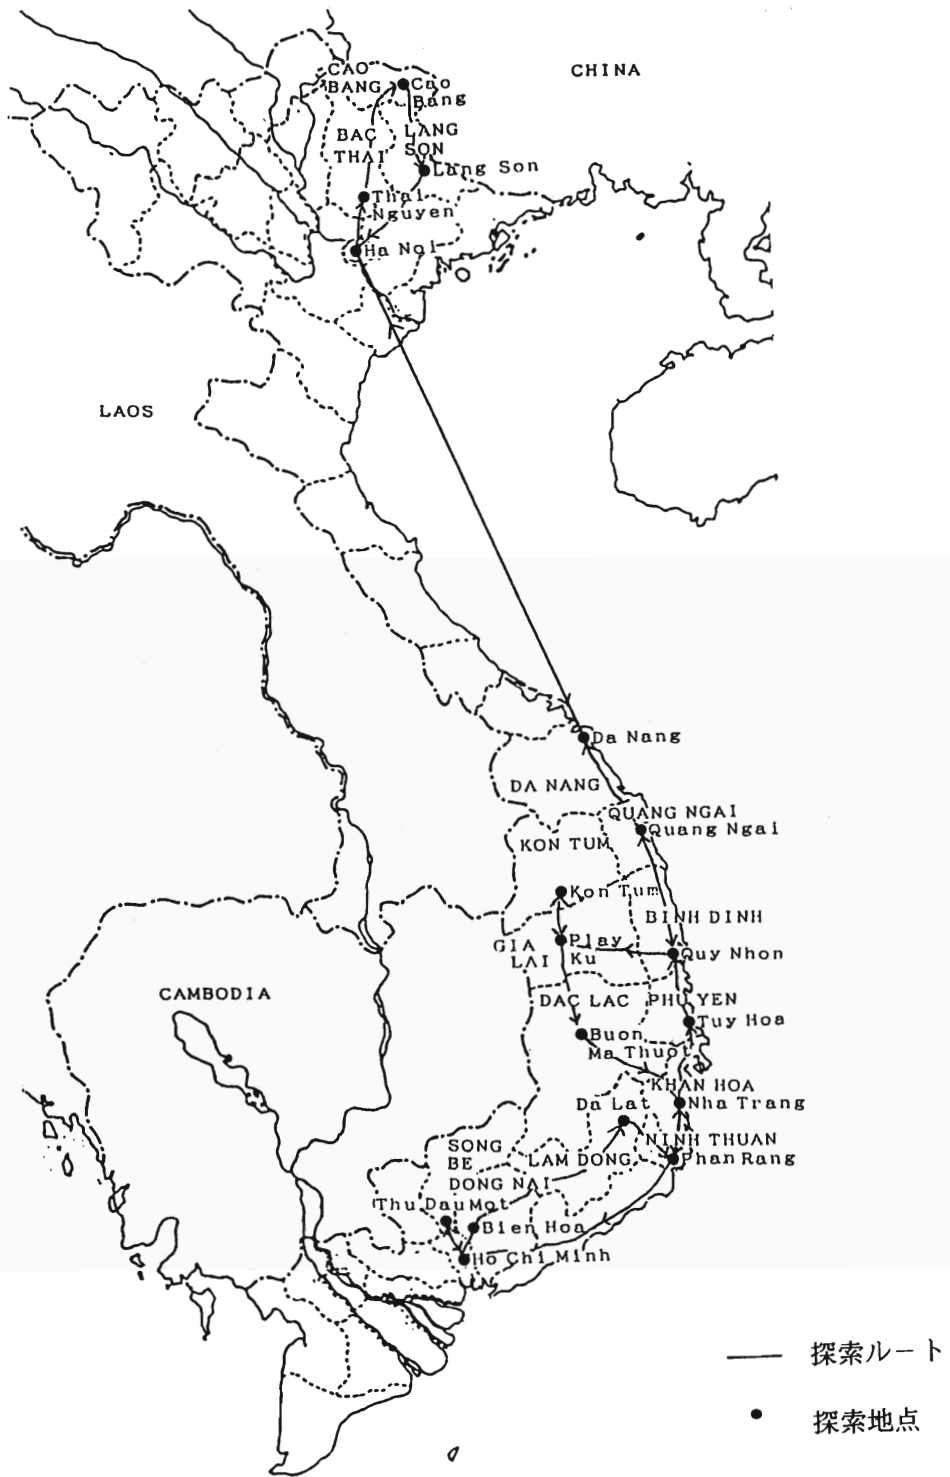 CHINA
CAO
BANG
Cao
Bang
BAC
THAI
LANG
SON
Lang Son
Thai
Nguyen
Ha Noi
LAOS
Da Nang
DA NANG
QUANG NGAI
Quang Ngai
KON TUM
Kon Tum
BINH DINH
GIA
LAI
Play
Ku
Quy Nhon
CAMBODIA
DAC LAC
PHU YEN
Tuy Hoa
Buon
Ma Thuot
KHAN HOA
Da Lat
Nha Trang
SONG
BE
LAM DONG
NINH THUAN
Phan Rang
DONG NAI
Thu Dau Mot
Bien Hoa
Ho Chi Minh
探索ルート
探索地点